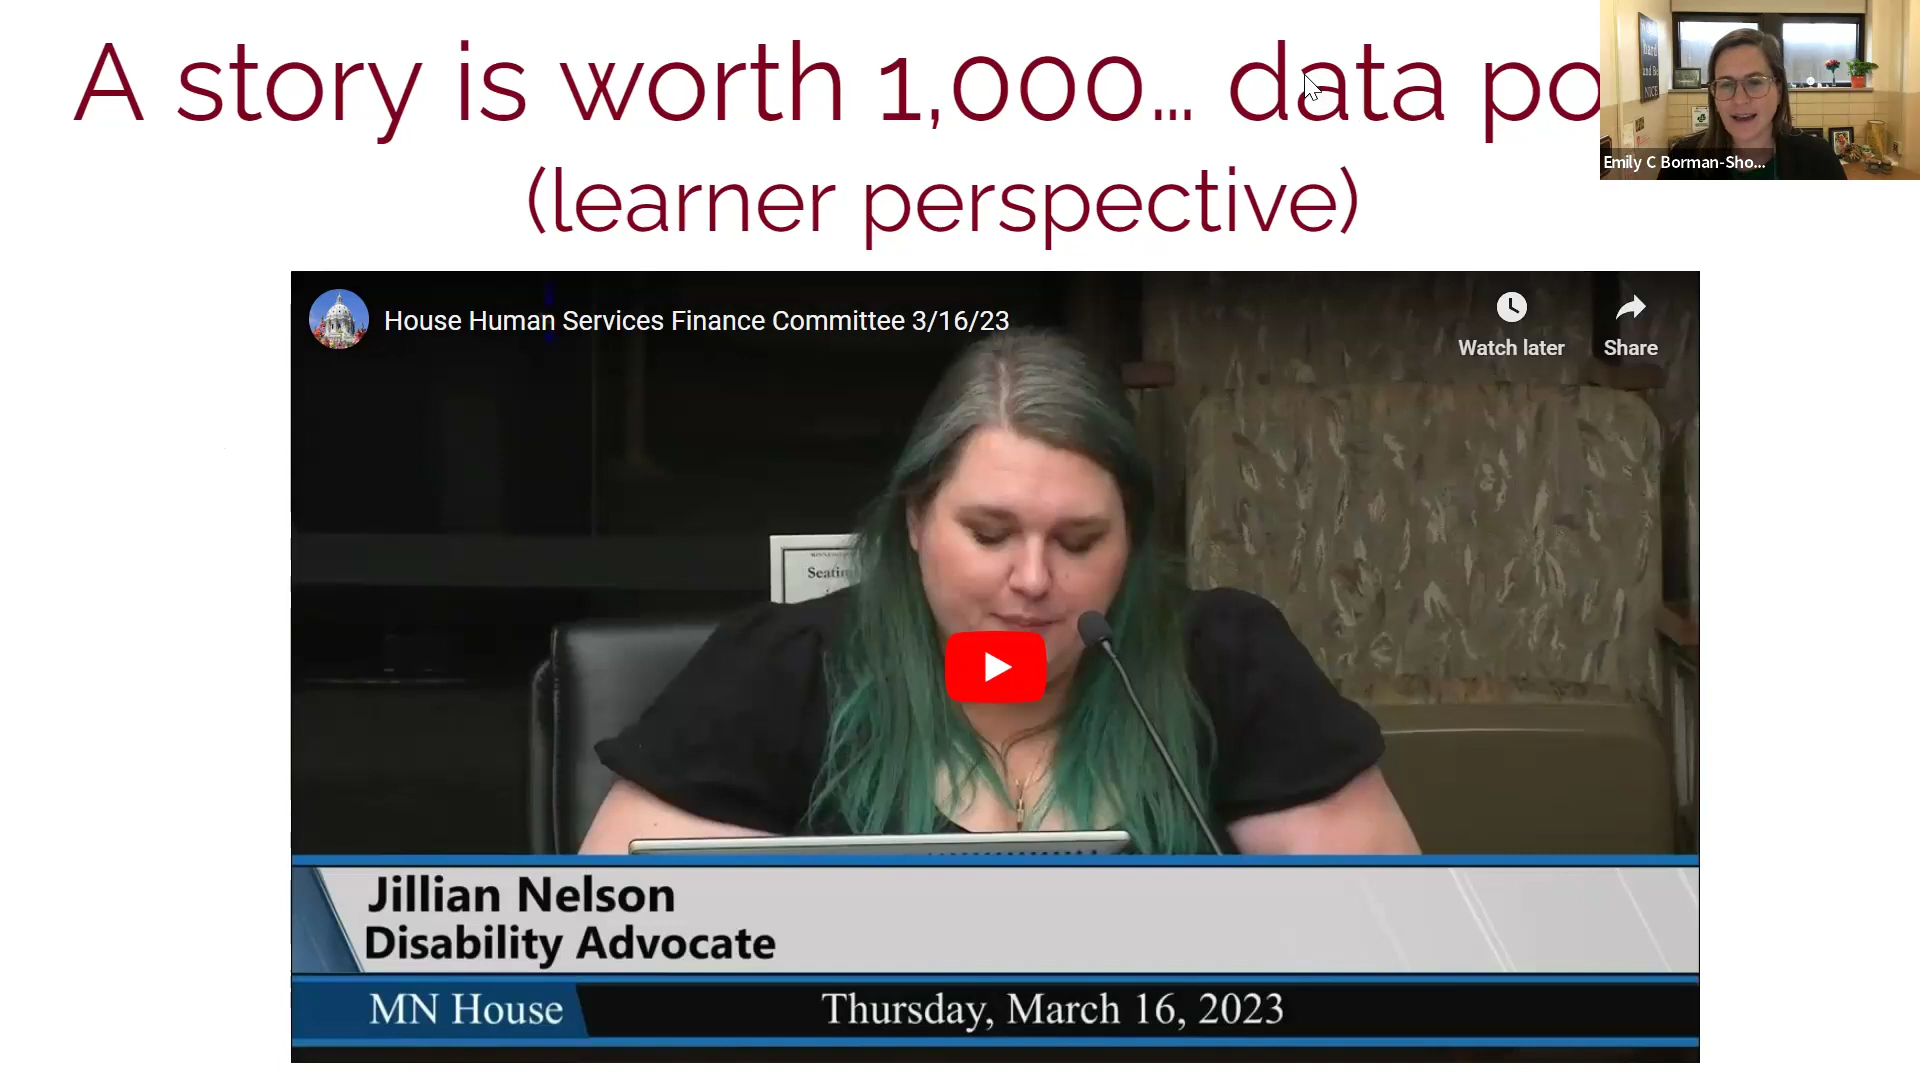 A story is worth 1,000... data po
(learner perspective)
Emily C Borman-Sho...
House Human Services Finance Committee 3/16/23
Watch later
Share
Jillian Nelson
Disability Advocate
MN House
Thursday, March 16, 2023